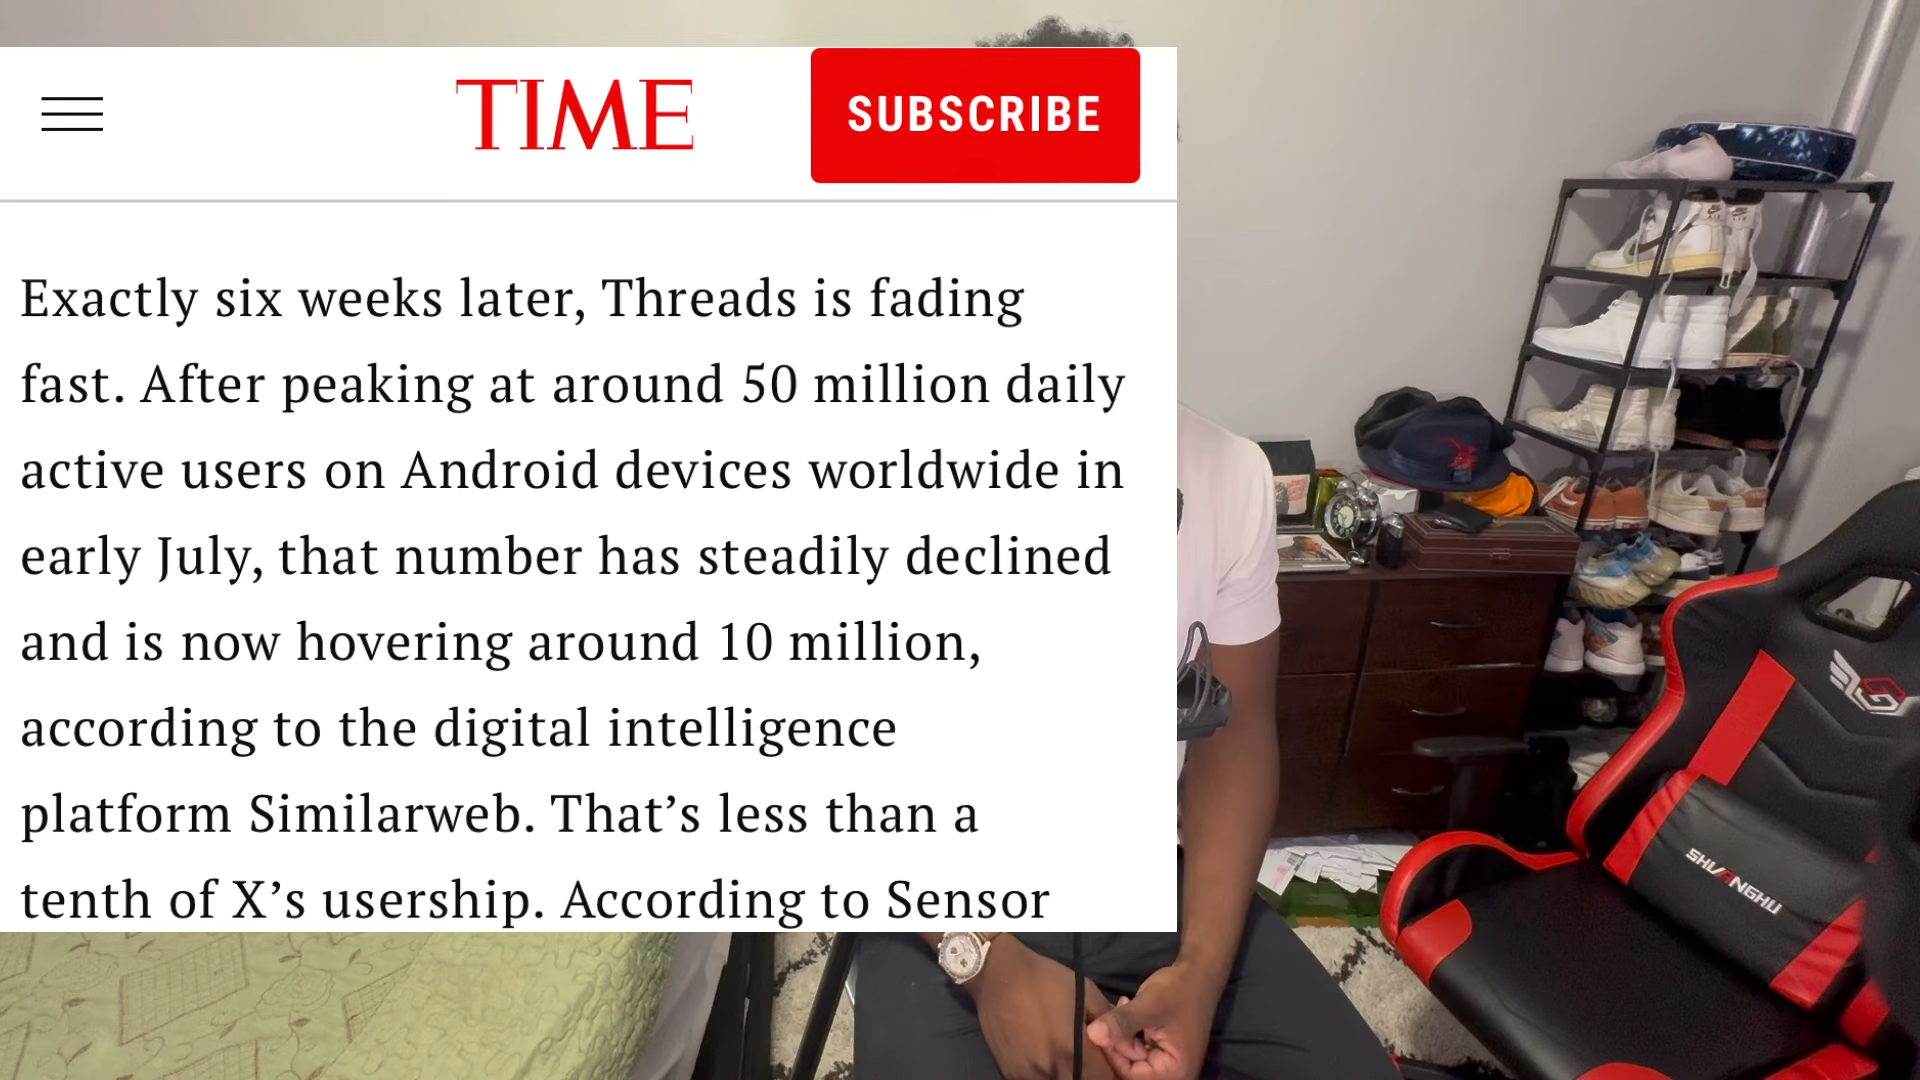 TIME
SUBSCRIBE
Exactly six weeks later, Threads is fading
fast. After peaking at around 50 million daily
active users on Android devices worldwide in
early July, that number has steadily declined
and is now hovering around 10 million,
according to the digital intelligence
platform Similarweb. That’s less than a
tenth of X’s usership. According to Sensor
SHUANGHU